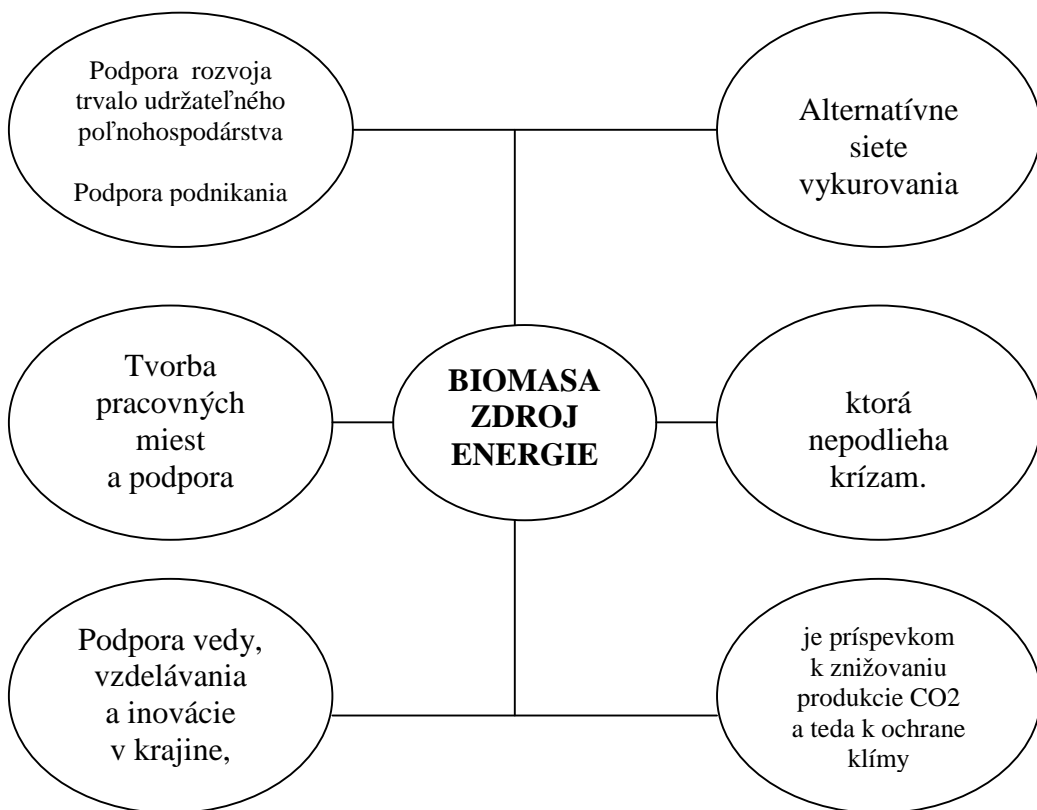 Podpora rozvoja
trvalo udržateľného
poľnohospodárstva
Podpora podnikania
Alternatívne
siete
vykurovania
Tvorba
pracovných
miest
a podpora
BIOMASA
ZDROJ
ENERGIE
ktorá
nepodlieha
krízam.
Podpora vedy,
vzdelávania
a inovácie
v krajine,
je príspevkom
k znižovaniu
produkcie CO2
a teda k ochrane
klímy